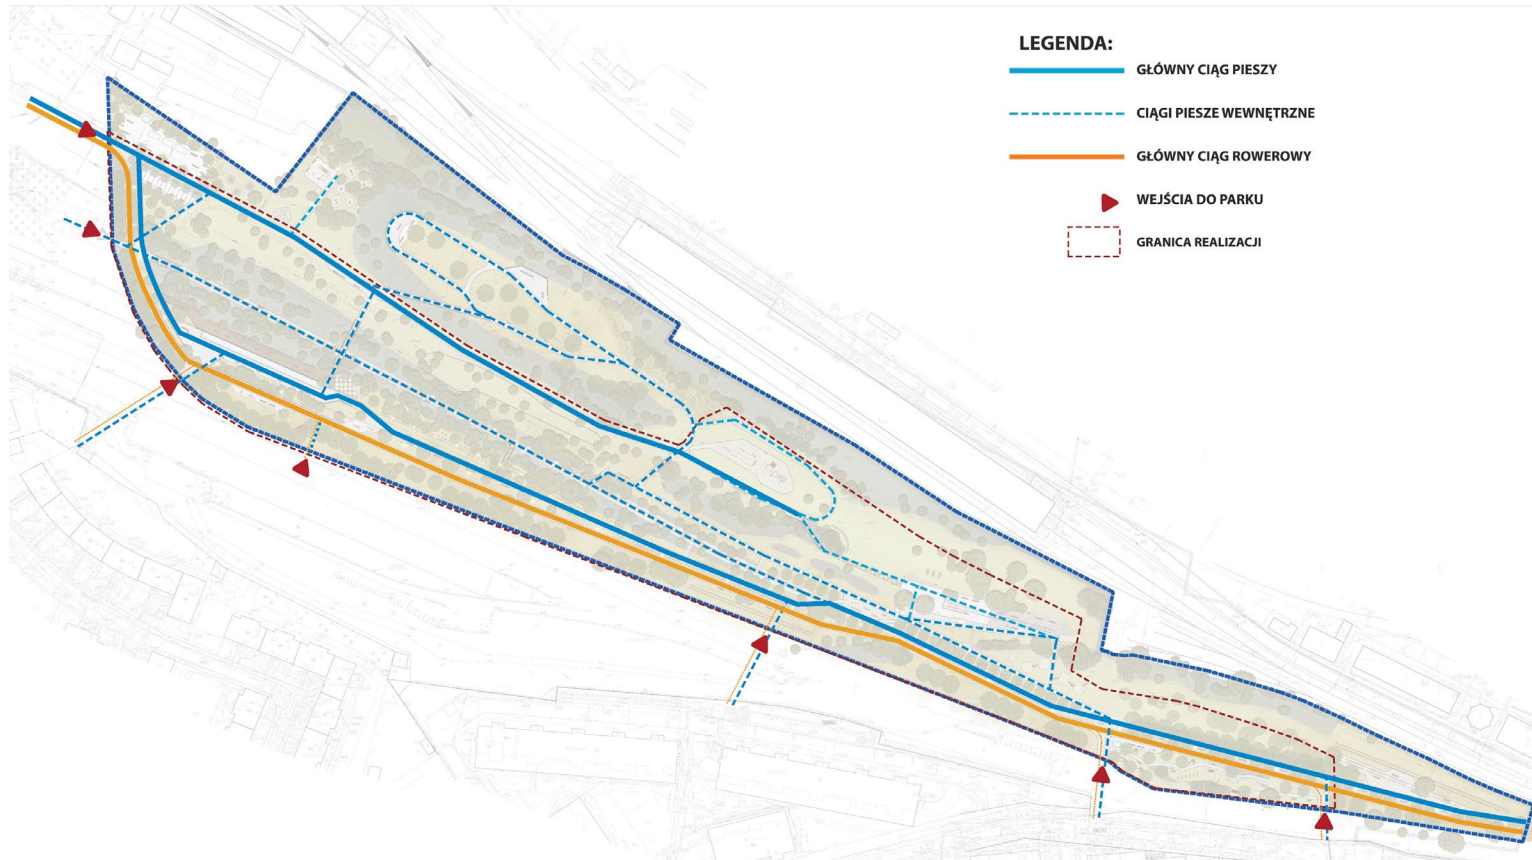 LEGENDA:
GŁÓWNY CIĄG PIESZY
CIĄGI PIESZE WEWNĘTRZNE
GŁÓWNY CIĄG ROWEROWY
WEJŚCIA DO PARKU
GRANICA REALIZACJI